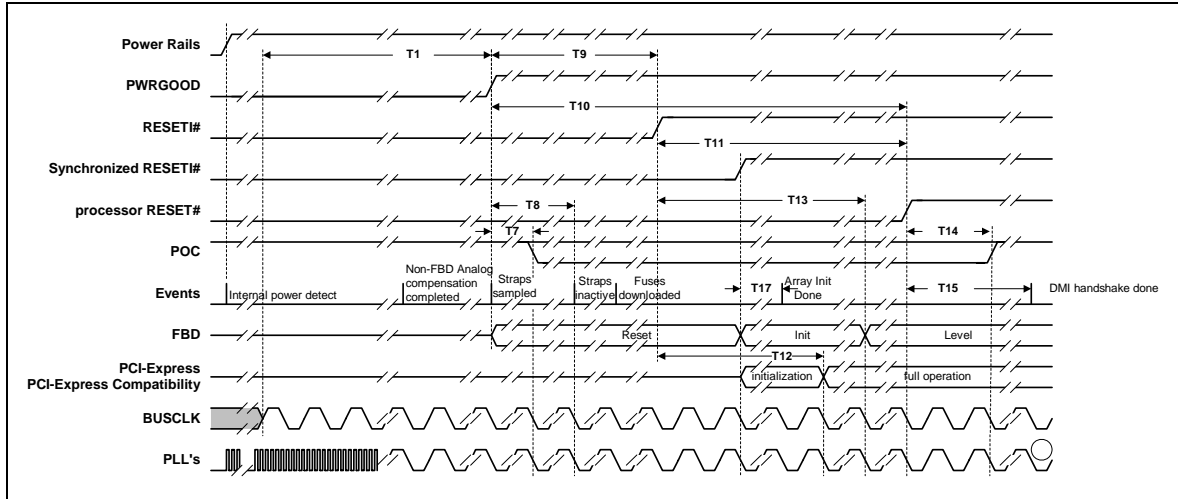 Power Rails
T1
T9
PWRGOOD
T10
RESETI#
T11
Synchronized RESETI#
T8
T13
processor RESET#
T7
T14
POC
Non-FBD Analog
compensation
completed
Straps
sampled
Straps
inactive
Fuses
downloaded
T17
Array Init
Done
T15
DMI handshake done
Events
Internal power detect
FBD
Reset
Init
Level
T12
PCI-Express
PCI-Express Compatibility
initialization
full operation
BUSCLK
PLL's